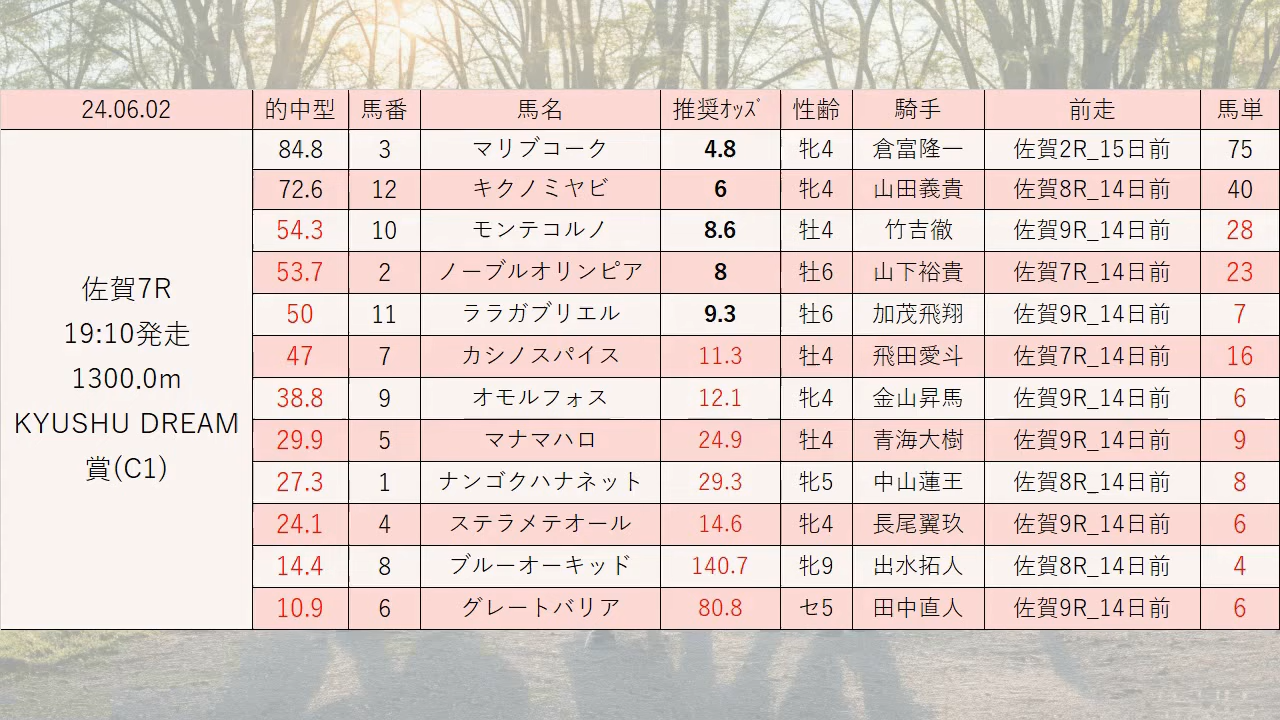 24.06.02 的中型 馬番 馬名 推奨ｵｯｽﾞ 性齢 騎手 前走 馬単
84.8 3 マリブコーク 4.8 牝4 倉富隆一 佐賀2R_15日前 75
72.6 12 キクノミヤビ 6 牝4 山田義貴 佐賀8R_14日前 40
54.3 10 モンテコルノ 8.6 牡4 竹吉徹 佐賀9R_14日前 28
53.7 2 ノーブルオリンピア 8 牡6 山下裕貴 佐賀7R_14日前 23
50 11 ララガブリエル 9.3 牡6 加茂飛翔 佐賀9R_14日前 7
47 7 カシノスパイス 11.3 牡4 飛田愛斗 佐賀7R_14日前 16
38.8 9 オモルフォス 12.1 牝4 金山昇馬 佐賀9R_14日前 6
29.9 5 マナマハロ 24.9 牡4 青海大樹 佐賀9R_14日前 9
27.3 1 ナンゴクハナネット 29.3 牝5 中山蓮王 佐賀8R_14日前 8
24.1 4 ステラメテオール 14.6 牝4 長尾翼玖 佐賀9R_14日前 6
14.4 8 ブルーオーキッド 140.7 牝9 出水拓人 佐賀8R_14日前 4
10.9 6 グレートバリア 80.8 セ5 田中直人 佐賀9R_14日前 6
佐賀7R
19:10発走
1300.0m
KYUSHU DREAM
賞(C1)